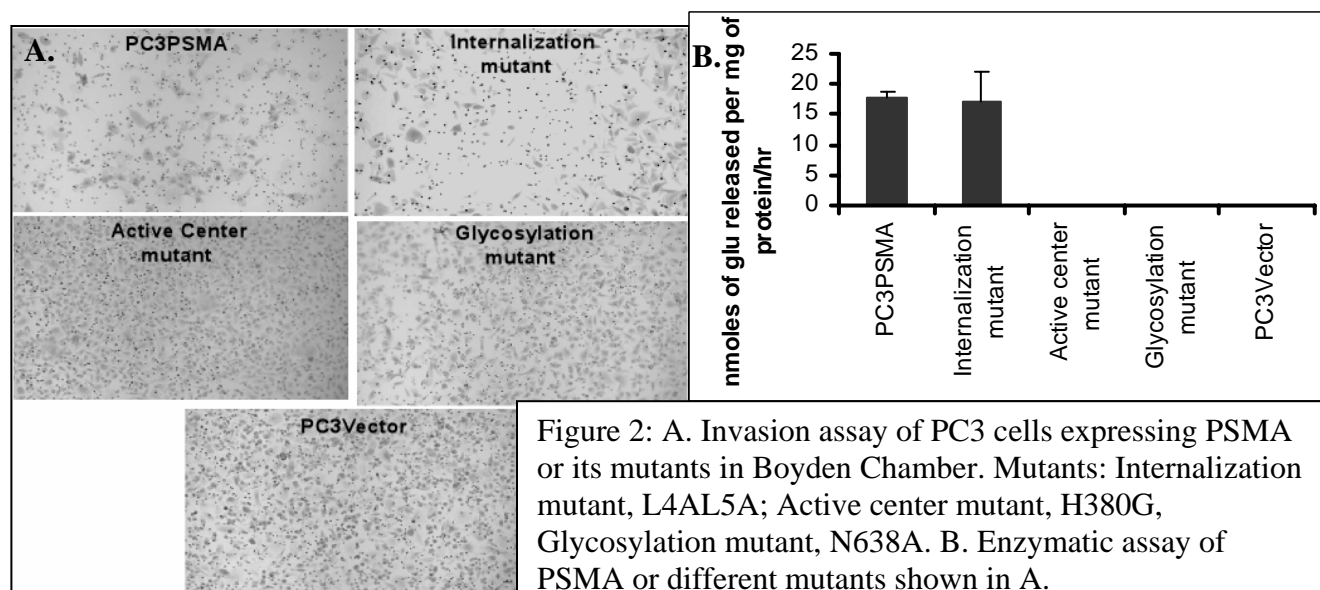 A.
PC3PSMA
Internalization
mutant
Active Center
mutant
Glycosylation
mutant
PC3Vector
B.
nmoles of glu released per mg of
protein/hr
25
20
15
10
5
0
PC3PSMA
Internalization
mutant
Active center
mutant
Glycosylation
mutant
PC3Vector
Figure 2: A. Invasion assay of PC3 cells expressing PSMA
or its mutants in Boyden Chamber. Mutants: Internalization
mutant, L4AL5A; Active center mutant, H380G,
Glycosylation mutant, N638A. B. Enzymatic assay of
PSMA or different mutants shown in A.